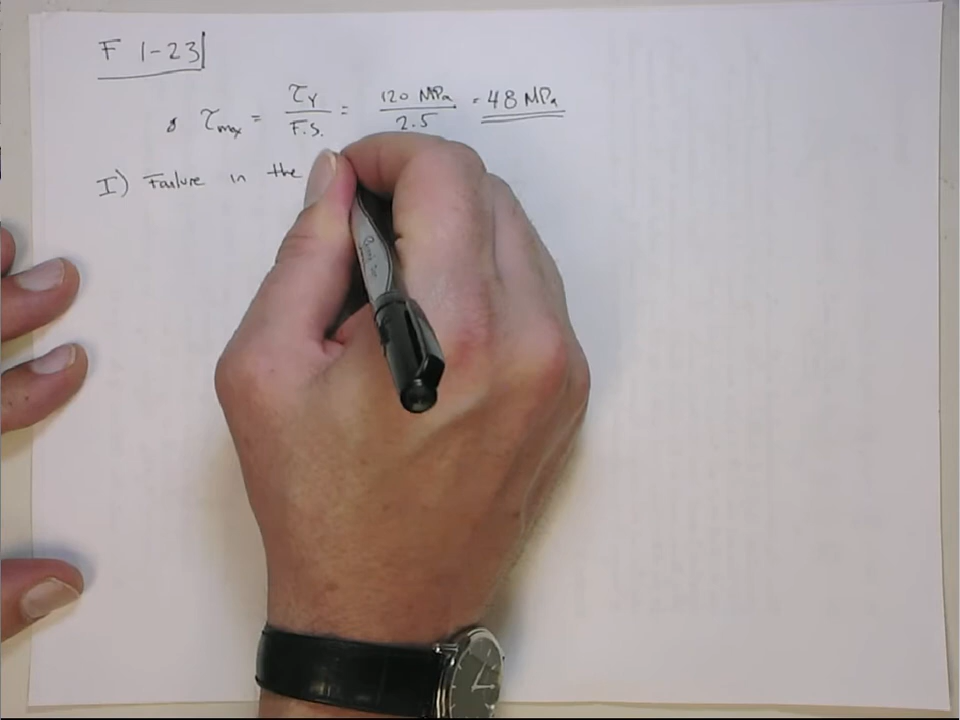 F 1-23
τmax = τY / F.S. = 120 MPa / 2.5 = 48 MPa
I) Failure in the